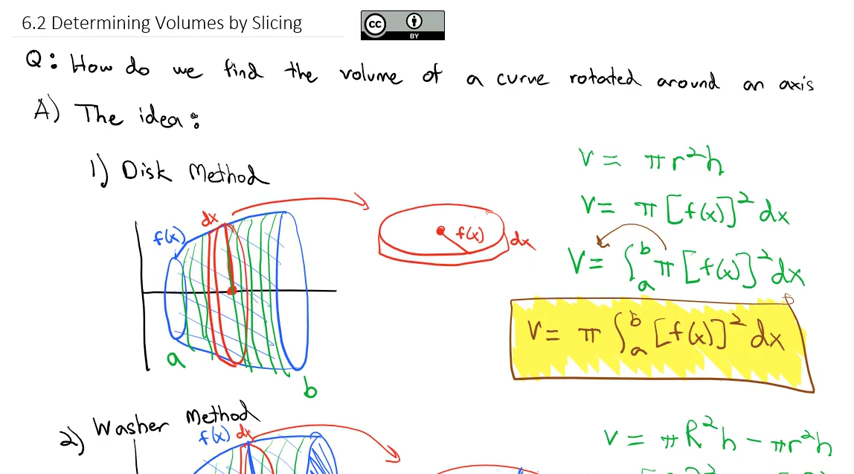 6.2 Determining Volumes by Slicing
cc BY
Q: How do we find the volume of a curve rotated around an axis
A) The idea:
1) Disk Method
f(x)
dx
a
b
f(x)
dx
V = πr²h
V = π[f(x)]²dx
V = ∫ₐᵇ π[f(x)]²dx
V = π∫ₐᵇ [f(x)]²dx
2) Washer Method
f(x) dx
V = πR²h - πr²h